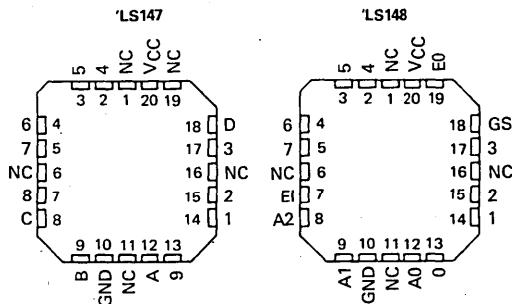 'LS147 'LS148
5 4 NC VCC NC 5 4 NC VCC E0
3 2 1 20 19 3 2 1 20 19
6 4 18 D 6 4 18 GS
7 5 17 3 7 5 17 3
NC 6 16 NC NC 6 16 NC
8 7 15 2 EI 7 15 2
C 8 14 1 A2 8 14 1
9 10 11 12 13 9 10 11 12 13
B GND NC A 9 A1 GND NC A0 0